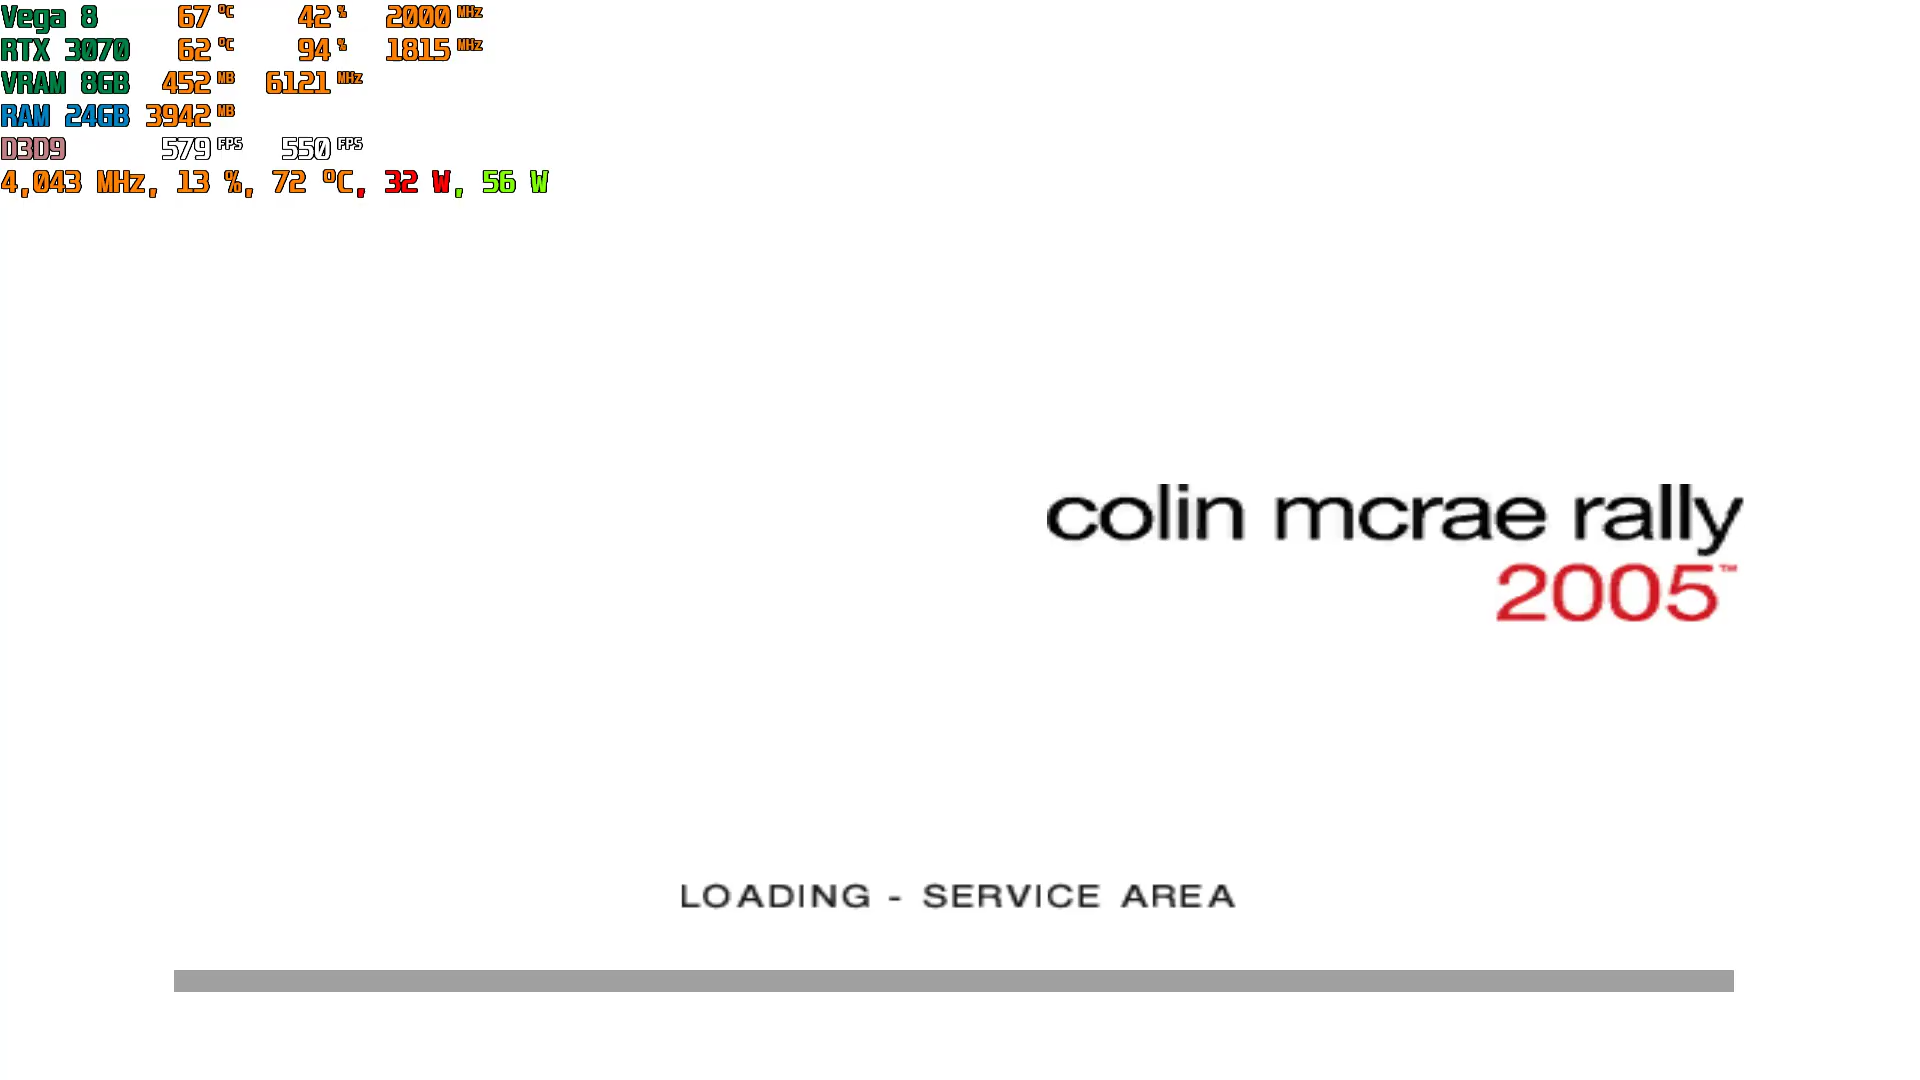 Vega 8 67 °C 42 % 2000 MHz
RTX 3070 62 °C 94 % 1815 MHz
VRAM 8GB 452 MB 6121 MHz
RAM 24GB 3942 MB
D3D9 579 FPS 550 FPS
4,043 MHz, 13 %, 72 °C, 32 W, 56 W
colin mcrae rally
2005™
LOADING - SERVICE AREA